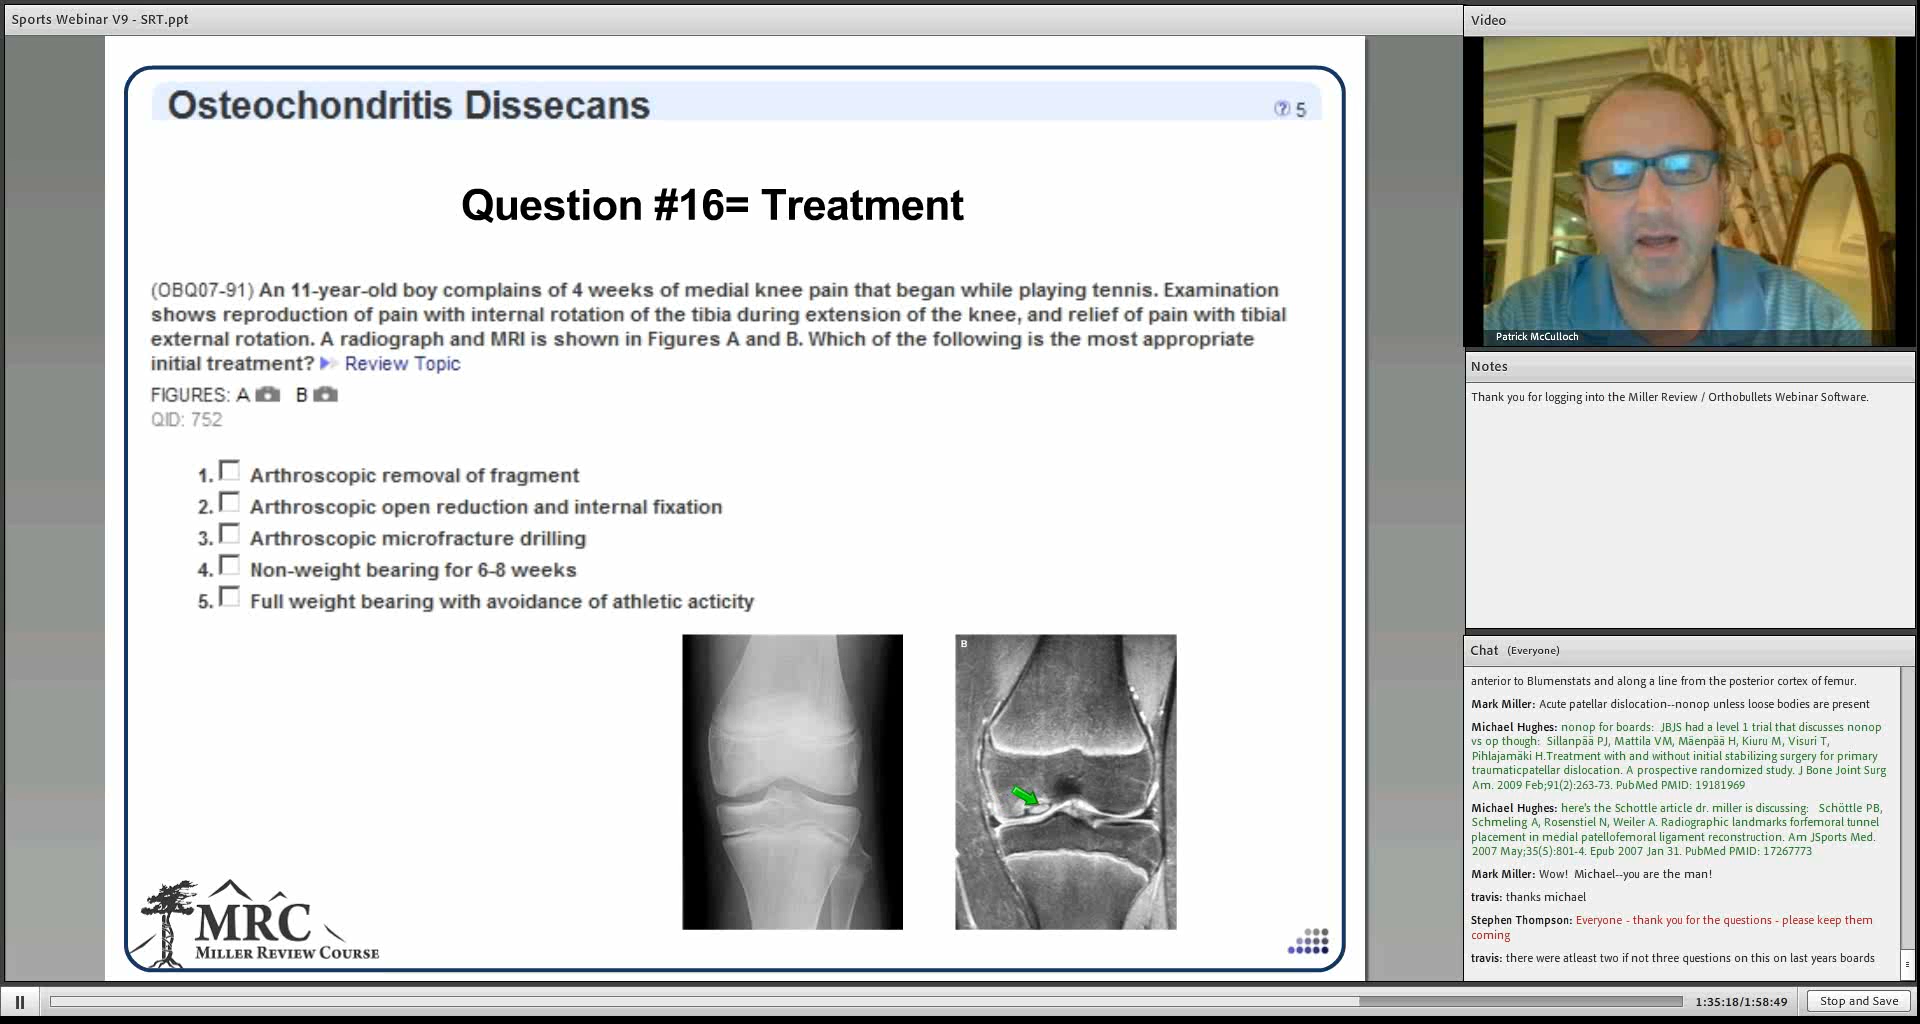 Sports Webinar V9 - SRT.ppt
Osteochondritis Dissecans
? 5
Question #16= Treatment
(OBQ07-91) An 11-year-old boy complains of 4 weeks of medial knee pain that began while playing tennis. Examination
shows reproduction of pain with internal rotation of the tibia during extension of the knee, and relief of pain with tibial
external rotation. A radiograph and MRI is shown in Figures A and B. Which of the following is the most appropriate
initial treatment? Review Topic
FIGURES: A B
QID: 752
1. Arthroscopic removal of fragment
2. Arthroscopic open reduction and internal fixation
3. Arthroscopic microfracture drilling
4. Non-weight bearing for 6-8 weeks
5. Full weight bearing with avoidance of athletic acticity
B
MRC
MILLER REVIEW COURSE
Video
Patrick McCulloch
Notes
Thank you for logging into the Miller Review / Orthobullets Webinar Software.
Chat (Everyone)
anterior to Blumenstats and along a line from the posterior cortex of femur.
Mark Miller: Acute patellar dislocation--nonop unless loose bodies are present
Michael Hughes: nonop for boards: JBJS had a level 1 trial that discusses nonop
vs op though: Sillanpää PJ, Mattila VM, Mäenpää H, Kiuru M, Visuri T,
Pihlajamäki H.Treatment with and without initial stabilizing surgery for primary
traumaticpatellar dislocation. A prospective randomized study. J Bone Joint Surg
Am. 2009 Feb;91(2):263-73. PubMed PMID: 19181969
Michael Hughes: here's the Schottle article dr. miller is discussing: Schöttle PB,
Schmeling A, Rosenstiel N, Weiler A. Radiographic landmarks forfemoral tunnel
placement in medial patellofemoral ligament reconstruction. Am JSports Med.
2007 May;35(5):801-4. Epub 2007 Jan 31. PubMed PMID: 17267773
Mark Miller: Wow! Michael--you are the man!
travis: thanks michael
Stephen Thompson: Everyone - thank you for the questions - please keep them
coming
travis: there were atleast two if not three questions on this on last years boards
1:35:18/1:58:49
Stop and Save